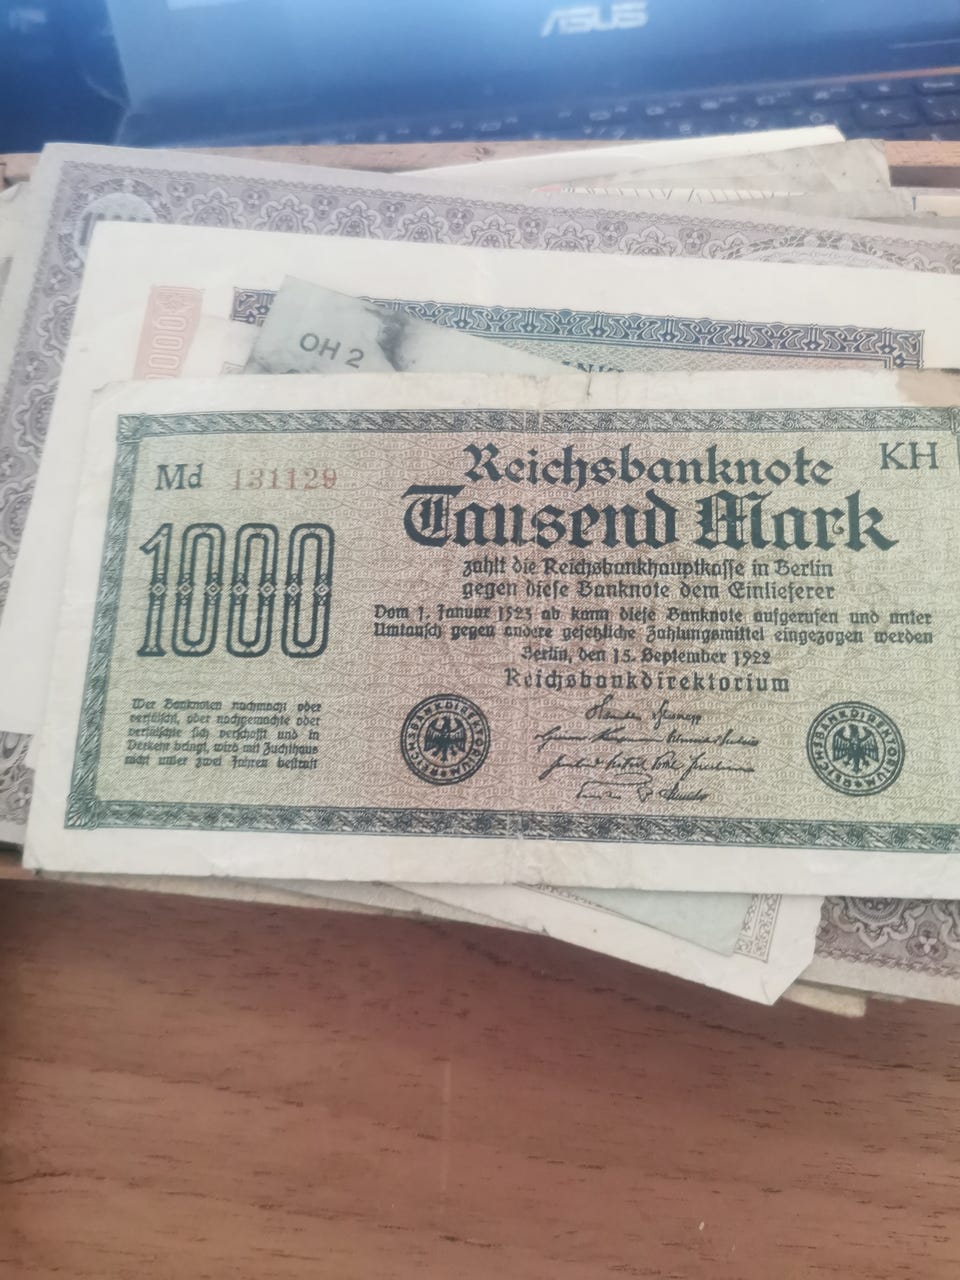 ASUS
OH 2
Reichsbanknote
KH
Md 131129
Tausend Mark
1000
zahlt die Reichsbankhauptkasse in Berlin
gegen diese Banknote dem Einlieferer
Vom 1. Januar 1923 ab kann diese Banknote aufgerufen und unter
Umtausch gegen andere gesetzliche Zahlungsmittel eingezogen werden
Berlin, den 15. September 1922
Reichsbankdirektorium
Wer Banknoten nachmacht oder
verfälscht, oder nachgemachte oder
verfälschte sich verschafft und in
Verkehr bringt, wird mit Zuchthaus
nicht unter zwei Jahren bestraft
REICHSBANKDIREKTORIUM
REICHSBANKDIREKTORIUM